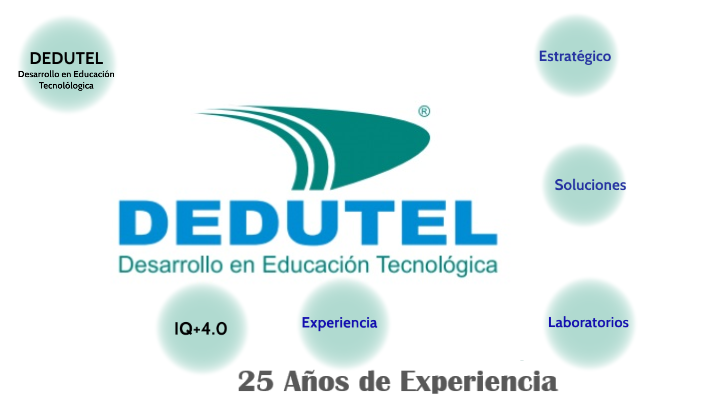 DEDUTEL
Desarrollo en Educación
Tecnolólogica
Estratégico
®
DEDUTEL
Desarrollo en Educación Tecnológica
Soluciones
IQ+4.0
Experiencia
Laboratorios
25 Años de Experiencia